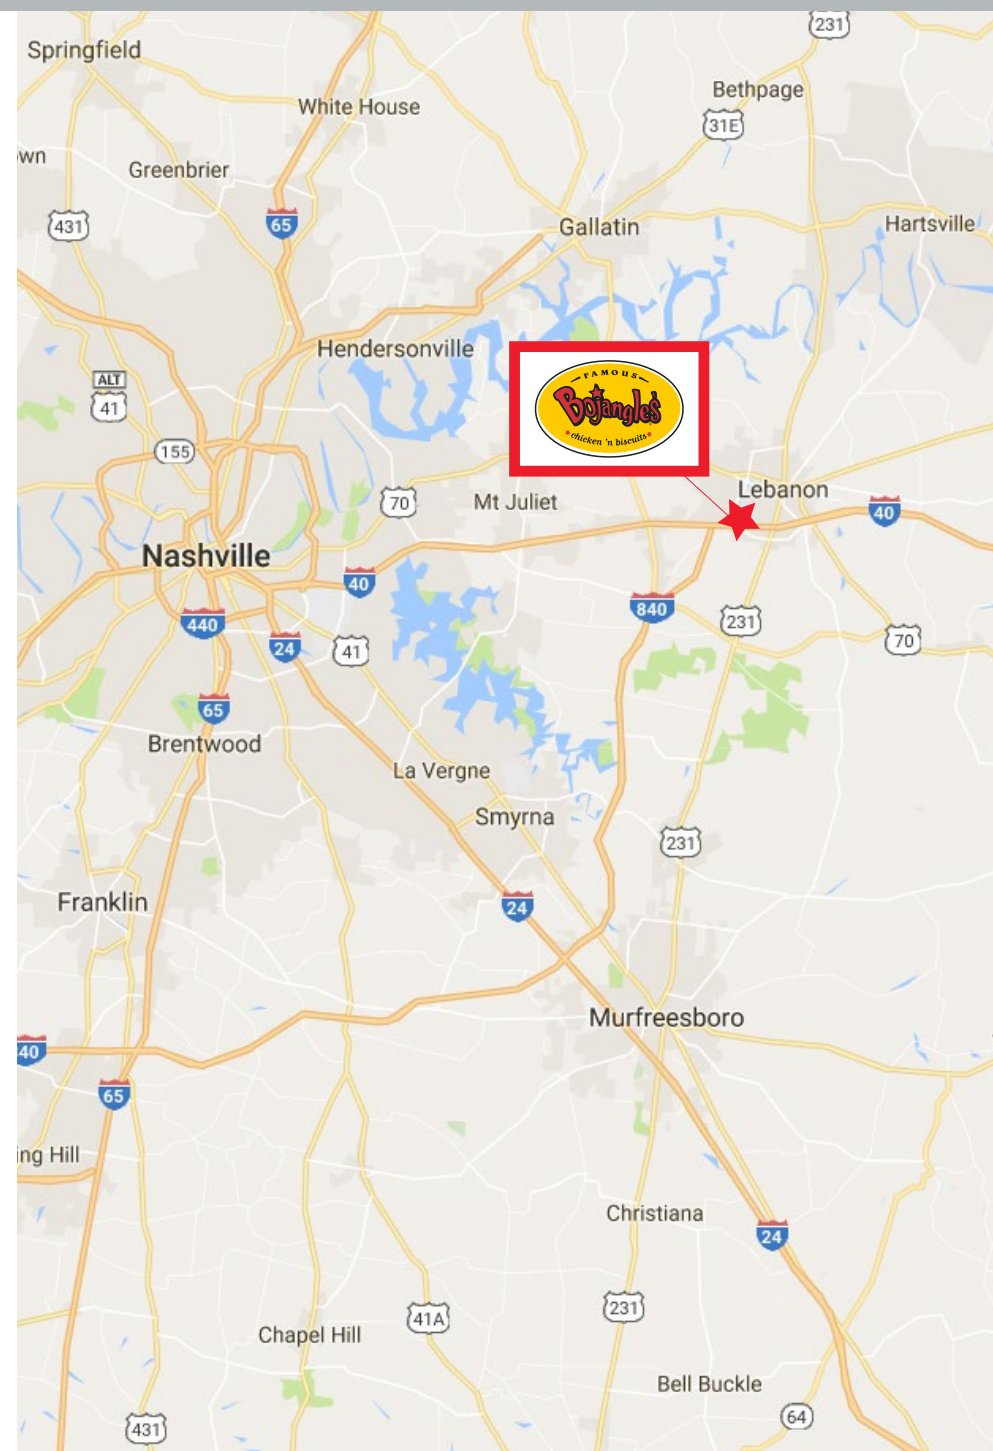 231
Springfield
Bethpage
White House
31E
wn
Greenbrier
431
65
Gallatin
Hartsville
Hendersonville
FAMOUS
Bojangles'
chicken 'n biscuits
ALT
41
155
70
Mt Juliet
Lebanon
40
Nashville
40
840
440
231
24
41
70
65
Brentwood
La Vergne
Smyrna
231
Franklin
24
Murfreesboro
40
65
ing Hill
Christiana
24
231
41A
Chapel Hill
Bell Buckle
64
431